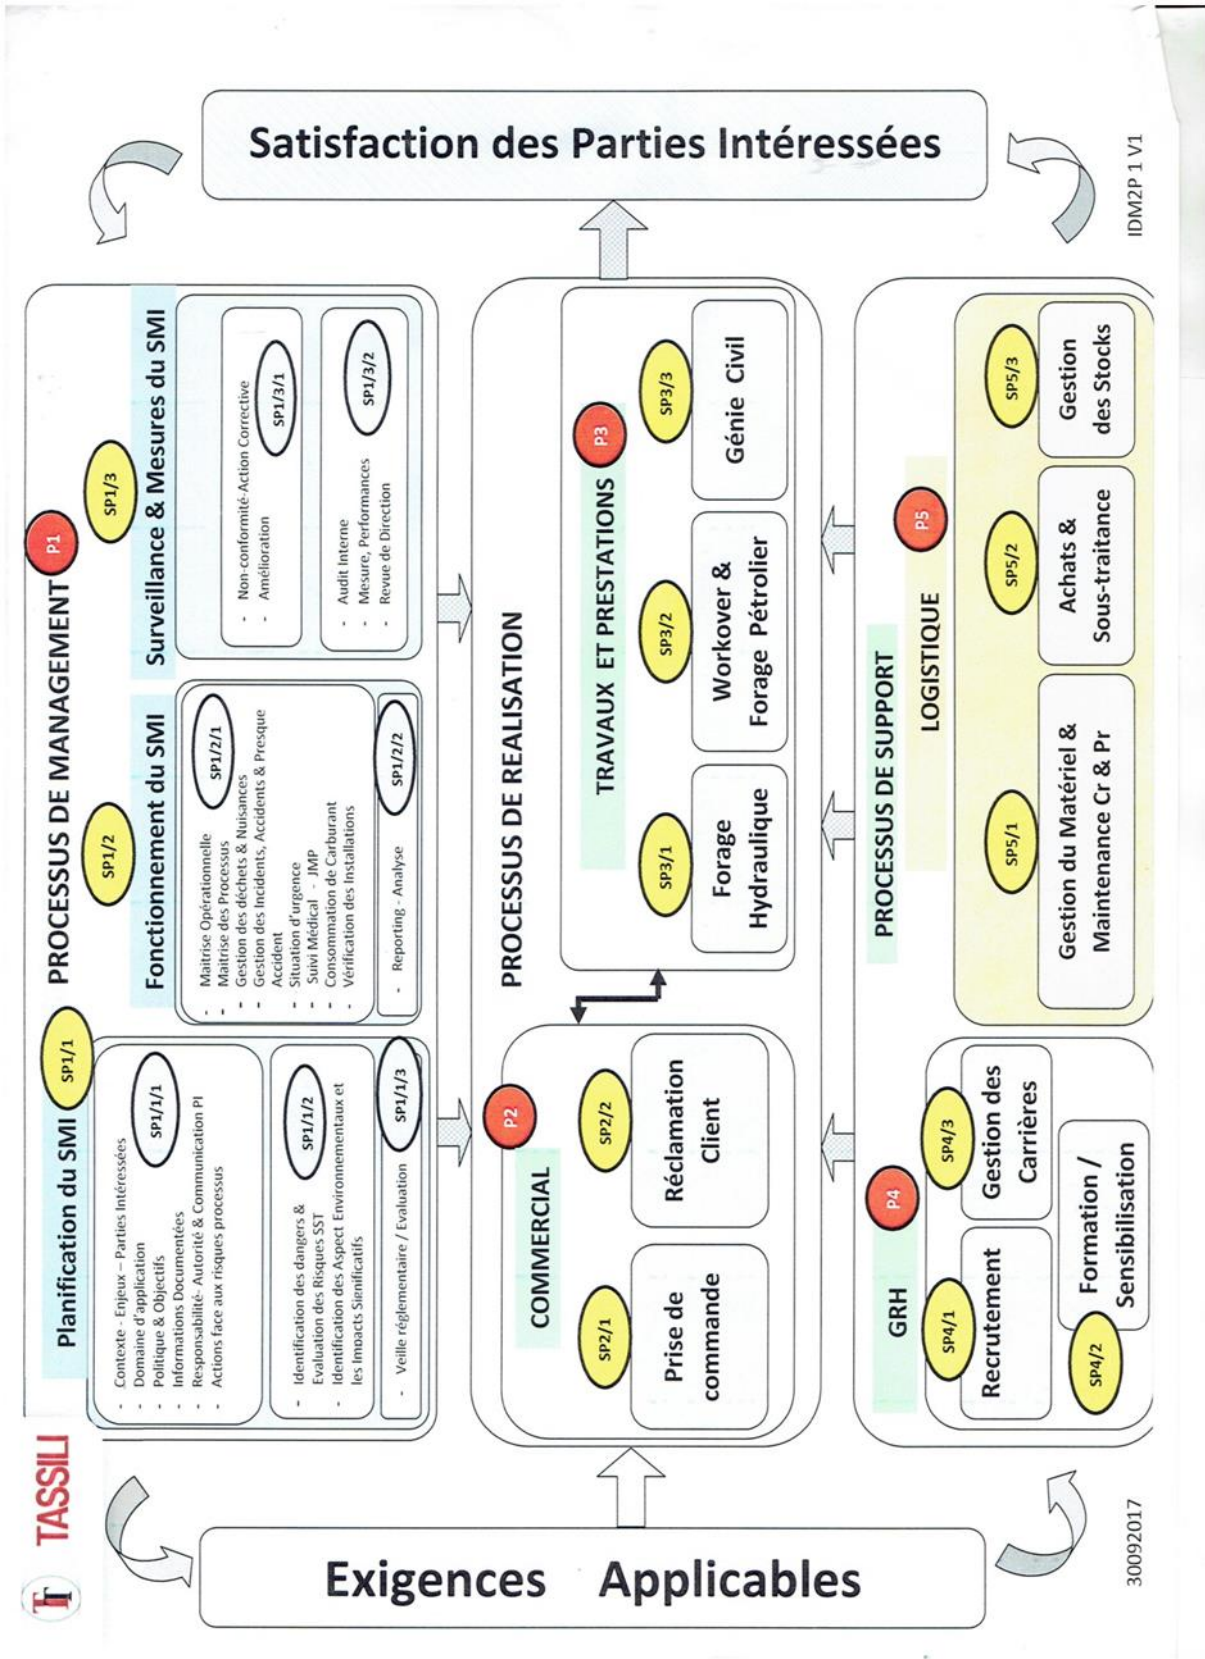 TASSILI
PROCESSUS DE MANAGEMENT
P1
Planification du SMI
SP1/1
SP1/2
Fonctionnement du SMI
SP1/3
Surveillance & Mesures du SMI
- Contexte - Enjeux – Parties Intéressées
- Domaine d'application
- Politique & Objectifs
- Informations Documentées
- Responsabilité- Autorité & Communication PI
- Actions face aux risques processus
SP1/1/1
- Identification des dangers &
Evaluation des Risques SST
- Identification des Aspect Environnementaux et
les Impacts Significatifs
SP1/1/2
- Veille réglementaire / Evaluation
SP1/1/3
- Maitrise Opérationnelle
- Maitrise des Processus
- Gestion des déchets & Nuisances
- Gestion des Incidents, Accidents & Presque
Accident
- Situation d'urgence
- Suivi Médical - JMP
- Consommation de Carburant
- Vérification des Installations
SP1/2/1
- Reporting - Analyse
SP1/2/2
- Non-conformité-Action Corrective
- Amélioration
SP1/3/1
- Audit Interne
- Mesure, Performances
- Revue de Direction
SP1/3/2
Exigences Applicables
PROCESSUS DE REALISATION
COMMERCIAL
P2
SP2/1
Prise de
commande
SP2/2
Réclamation
Client
TRAVAUX ET PRESTATIONS
P3
SP3/1
Forage
Hydraulique
SP3/2
Workover &
Forage Pétrolier
SP3/3
Génie Civil
Satisfaction des Parties Intéressées
PROCESSUS DE SUPPORT
GRH
P4
SP4/1
Recrutement
SP4/3
Gestion des
Carrières
SP4/2
Formation /
Sensibilisation
LOGISTIQUE
P5
SP5/1
Gestion du Matériel &
Maintenance Cr & Pr
SP5/2
Achats &
Sous-traitance
SP5/3
Gestion
des Stocks
30092017
IDM2P 1 V1